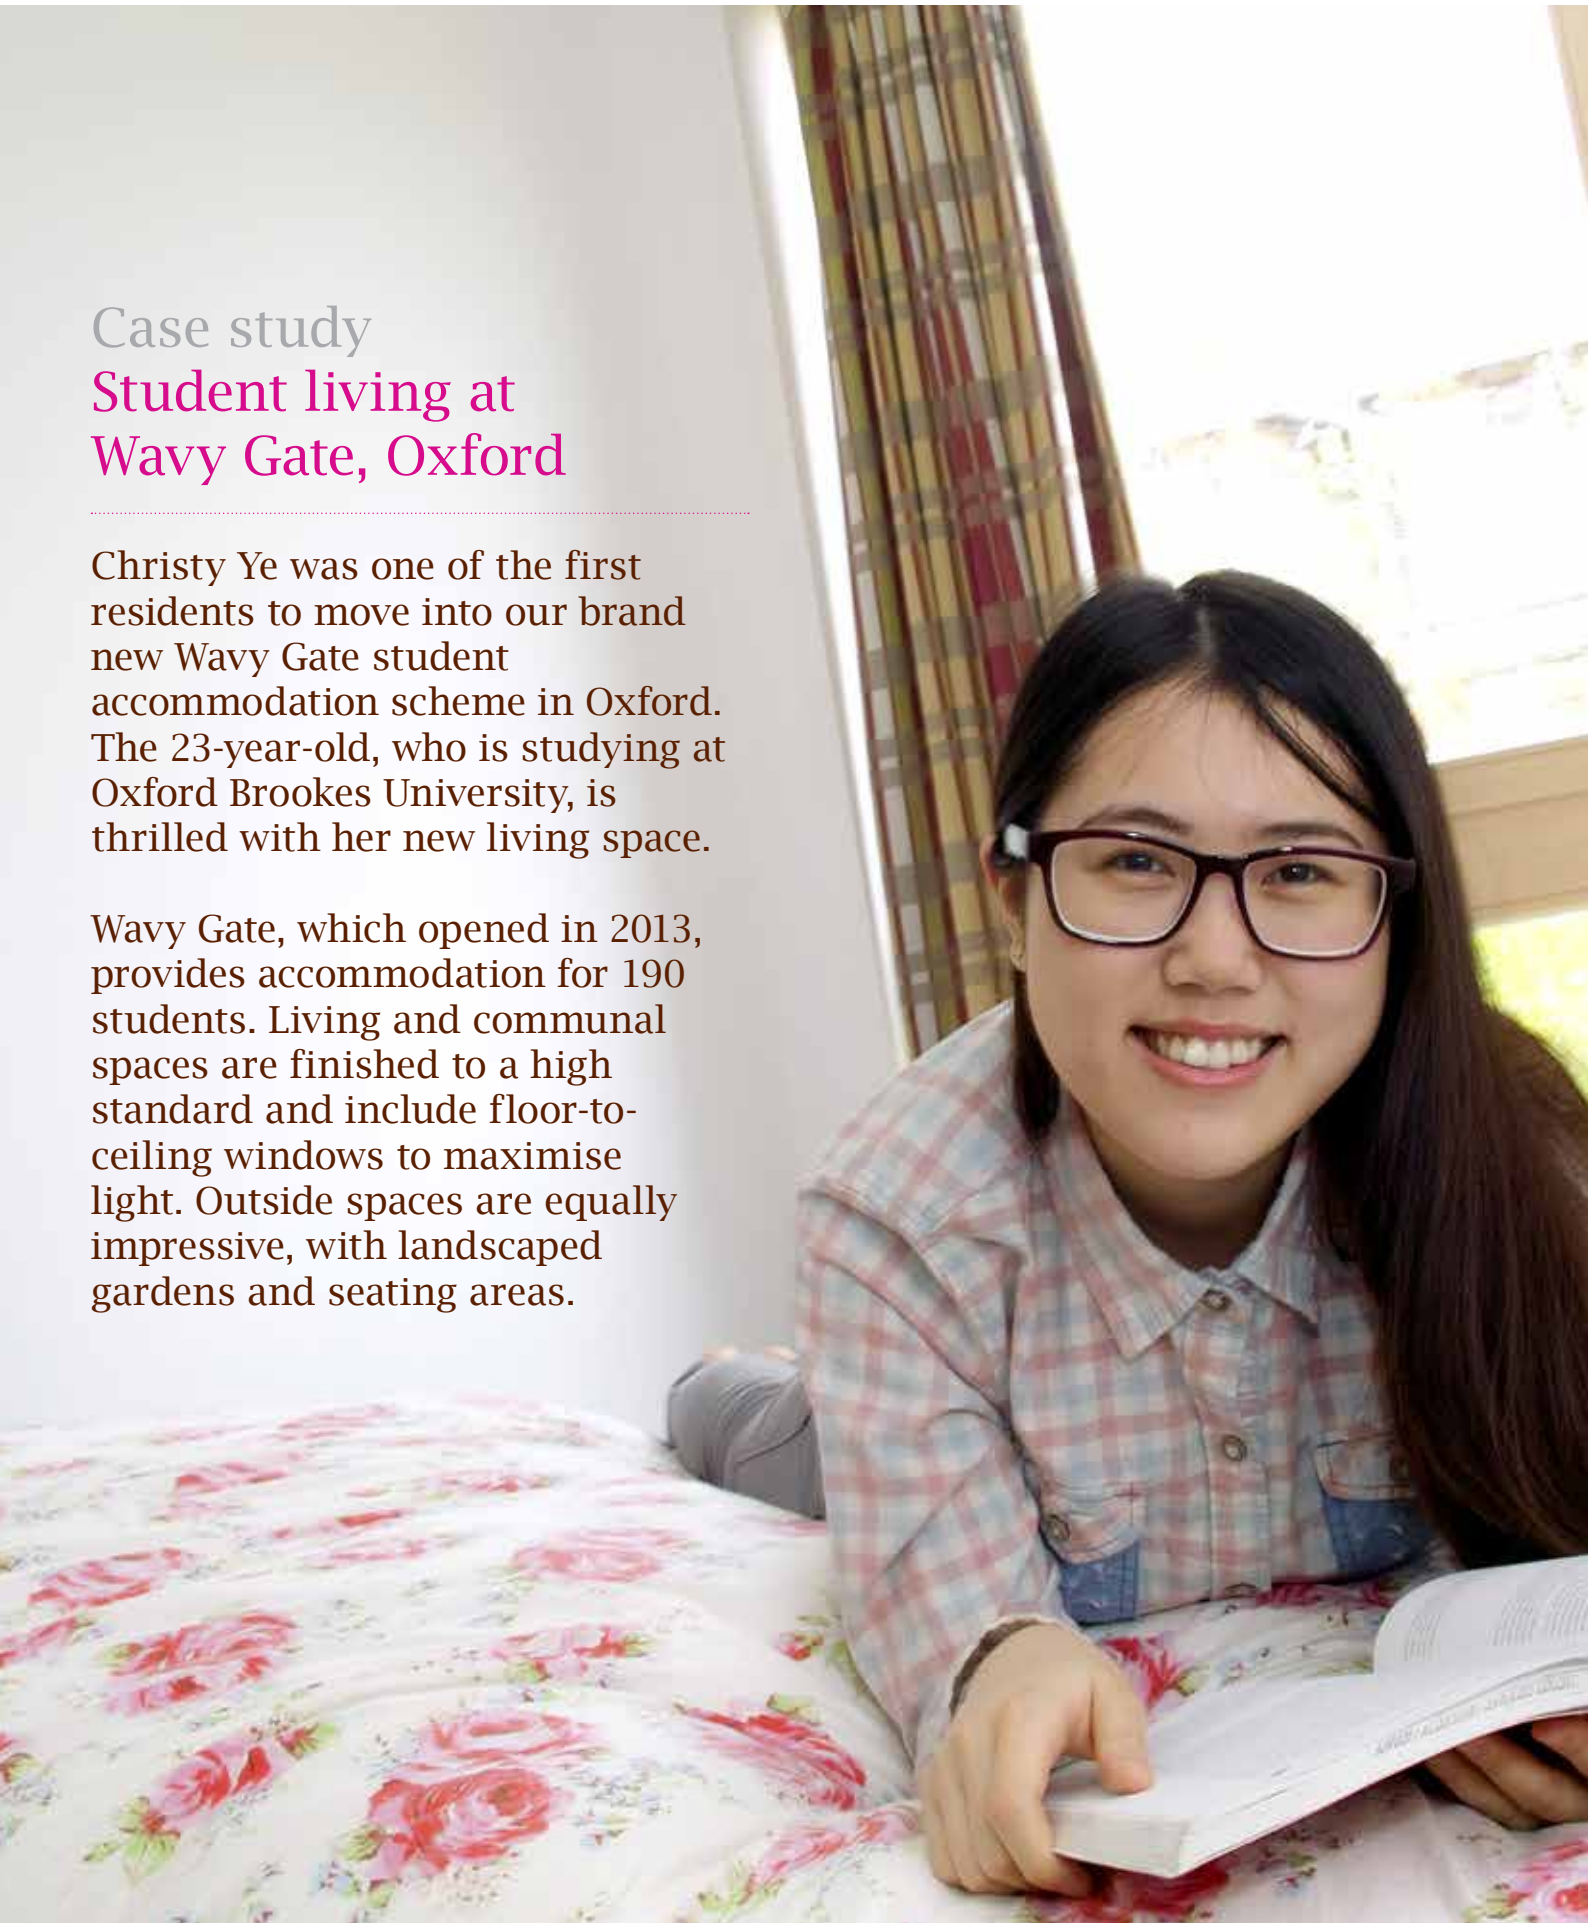 Case study
Student living at
Wavy Gate, Oxford
Christy Ye was one of the first
residents to move into our brand
new Wavy Gate student
accommodation scheme in Oxford.
The 23-year-old, who is studying at
Oxford Brookes University, is
thrilled with her new living space.
Wavy Gate, which opened in 2013,
provides accommodation for 190
students. Living and communal
spaces are finished to a high
standard and include floor-to-
ceiling windows to maximise
light. Outside spaces are equally
impressive, with landscaped
gardens and seating areas.